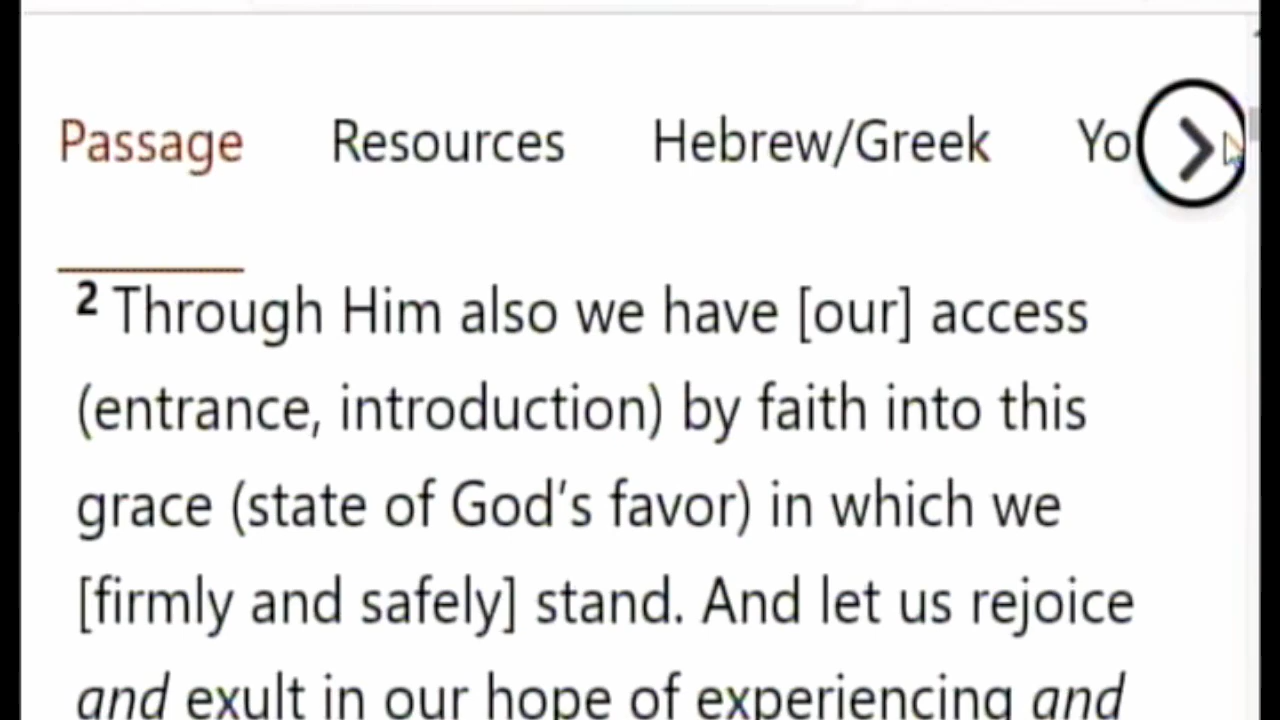 Passage Resources Hebrew/Greek Yo
2 Through Him also we have [our] access
(entrance, introduction) by faith into this
grace (state of God’s favor) in which we
[firmly and safely] stand. And let us rejoice
and exult in our hope of experiencing and